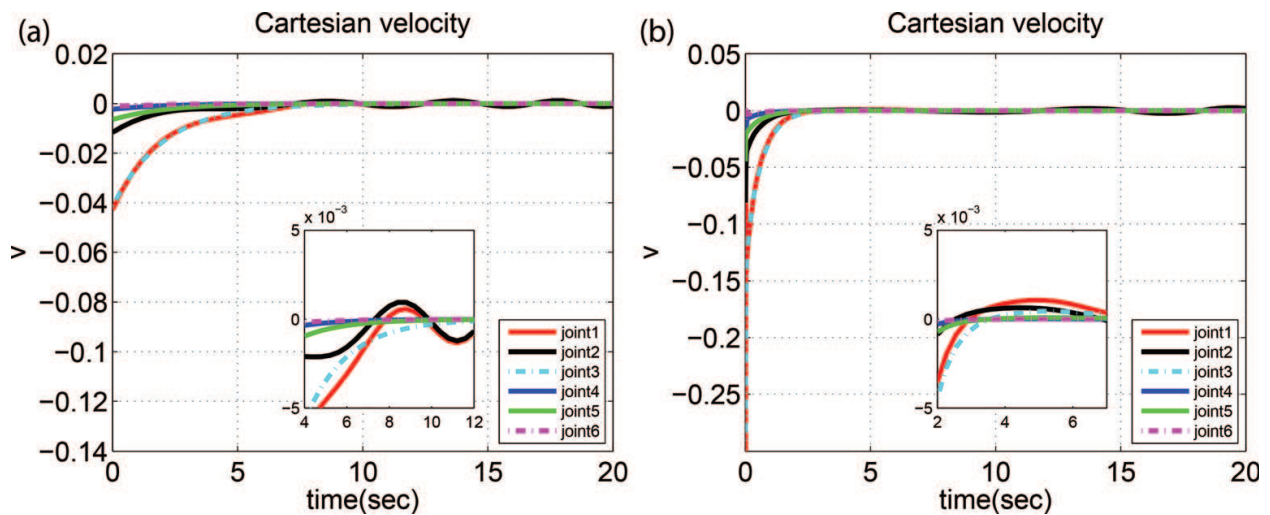 (a)
Cartesian velocity
0.02
0
−0.02
−0.04
−0.06
−0.08
−0.1
−0.12
−0.14
v
0 5 10 15 20
time(sec)
x 10⁻³
5
0
−5
4 6 8 10 12
joint1
joint2
joint3
joint4
joint5
joint6
(b)
Cartesian velocity
0.05
0
−0.05
−0.1
−0.15
−0.2
−0.25
v
0 5 10 15 20
time(sec)
x 10⁻³
5
0
−5
2 4 6
joint1
joint2
joint3
joint4
joint5
joint6